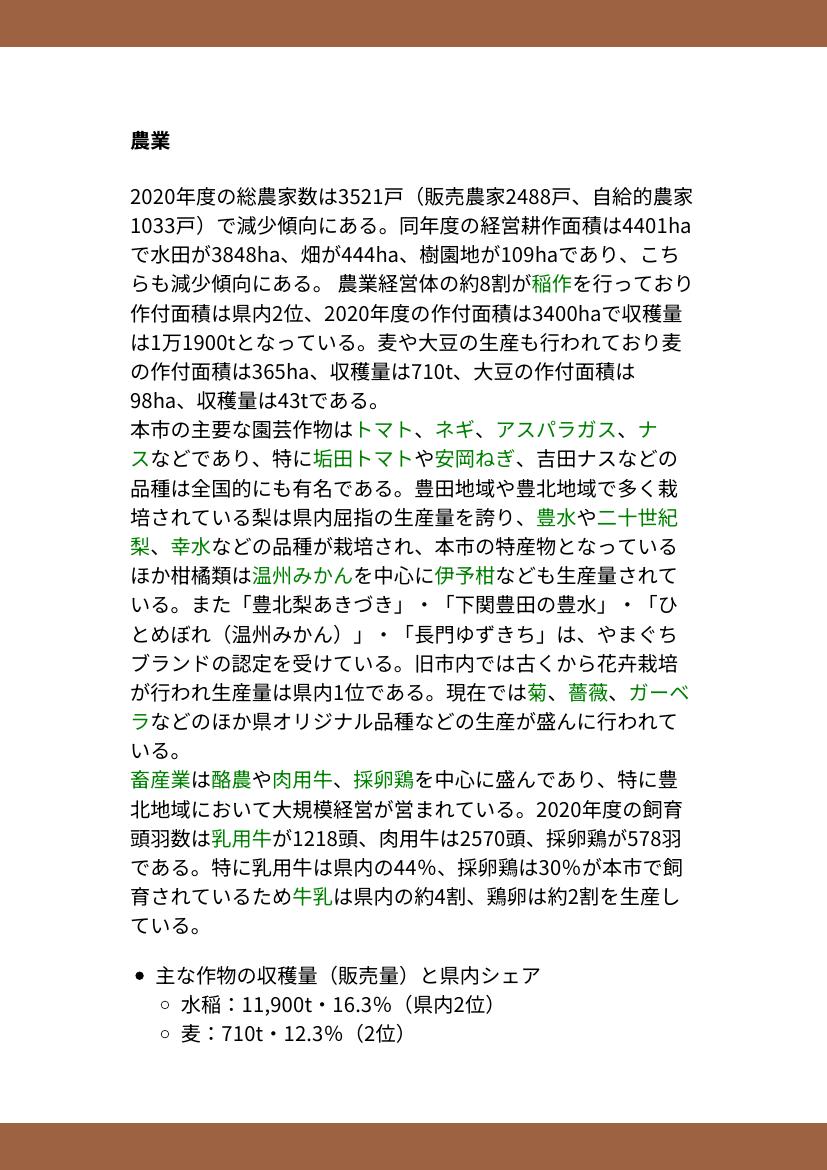 農業
2020年度の総農家数は3521戸（販売農家2488戸、自給的農家
1033戸）で減少傾向にある。同年度の経営耕作面積は4401ha
で水田が3848ha、畑が444ha、樹園地が109haであり、こち
らも減少傾向にある。 農業経営体の約8割が稲作を行っており
作付面積は県内2位、2020年度の作付面積は3400haで収穫量
は1万1900tとなっている。麦や大豆の生産も行われており麦
の作付面積は365ha、収穫量は710t、大豆の作付面積は
98ha、収穫量は43tである。
本市の主要な園芸作物はトマト、ネギ、アスパラガス、ナ
スなどであり、特に垢田トマトや安岡ねぎ、吉田ナスなどの
品種は全国的にも有名である。豊田地域や豊北地域で多く栽
培されている梨は県内屈指の生産量を誇り、豊水や二十世紀
梨、幸水などの品種が栽培され、本市の特産物となっている
ほか柑橘類は温州みかんを中心に伊予柑なども生産量されて
いる。また「豊北梨あきづき」・「下関豊田の豊水」・「ひ
とめぼれ（温州みかん）」・「長門ゆずきち」は、やまぐち
ブランドの認定を受けている。旧市内では古くから花卉栽培
が行われ生産量は県内1位である。現在では菊、薔薇、ガーベ
ラなどのほか県オリジナル品種などの生産が盛んに行われて
いる。
畜産業は酪農や肉用牛、採卵鶏を中心に盛んであり、特に豊
北地域において大規模経営が営まれている。2020年度の飼育
頭羽数は乳用牛が1218頭、肉用牛は2570頭、採卵鶏が578羽
である。特に乳用牛は県内の44％、採卵鶏は30％が本市で飼
育されているため牛乳は県内の約4割、鶏卵は約2割を生産し
ている。
• 主な作物の収穫量（販売量）と県内シェア
○ 水稲：11,900t・16.3％（県内2位）
○ 麦：710t・12.3％（2位）